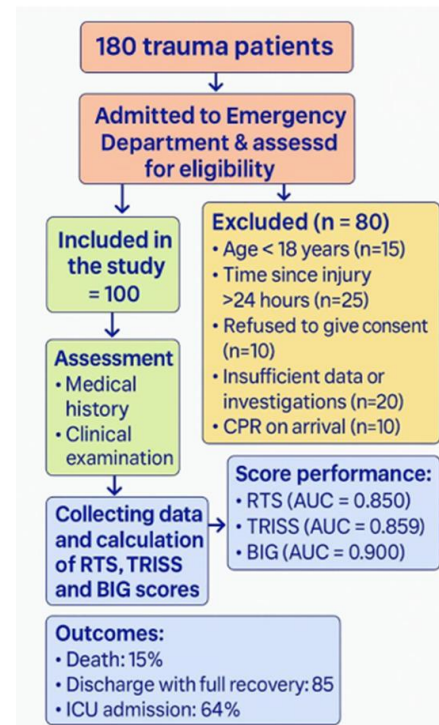 180 trauma patients
Admitted to Emergency
Department & assessd
for eligibility
Included in
the study
= 100
Excluded (n = 80)
• Age < 18 years (n=15)
• Time since injury
>24 hours (n=25)
• Refused to give consent
(n=10)
• Insufficient data or
investigations (n=20)
• CPR on arrival (n=10)
Assessment
• Medical
history
• Clinical
examination
Collecting data
and calculation
of RTS, TRISS
and BIG scores
Score performance:
• RTS (AUC = 0.850)
• TRISS (AUC = 0.859)
• BIG (AUC = 0.900)
Outcomes:
• Death: 15%
• Discharge with full recovery: 85
• ICU admission: 64%